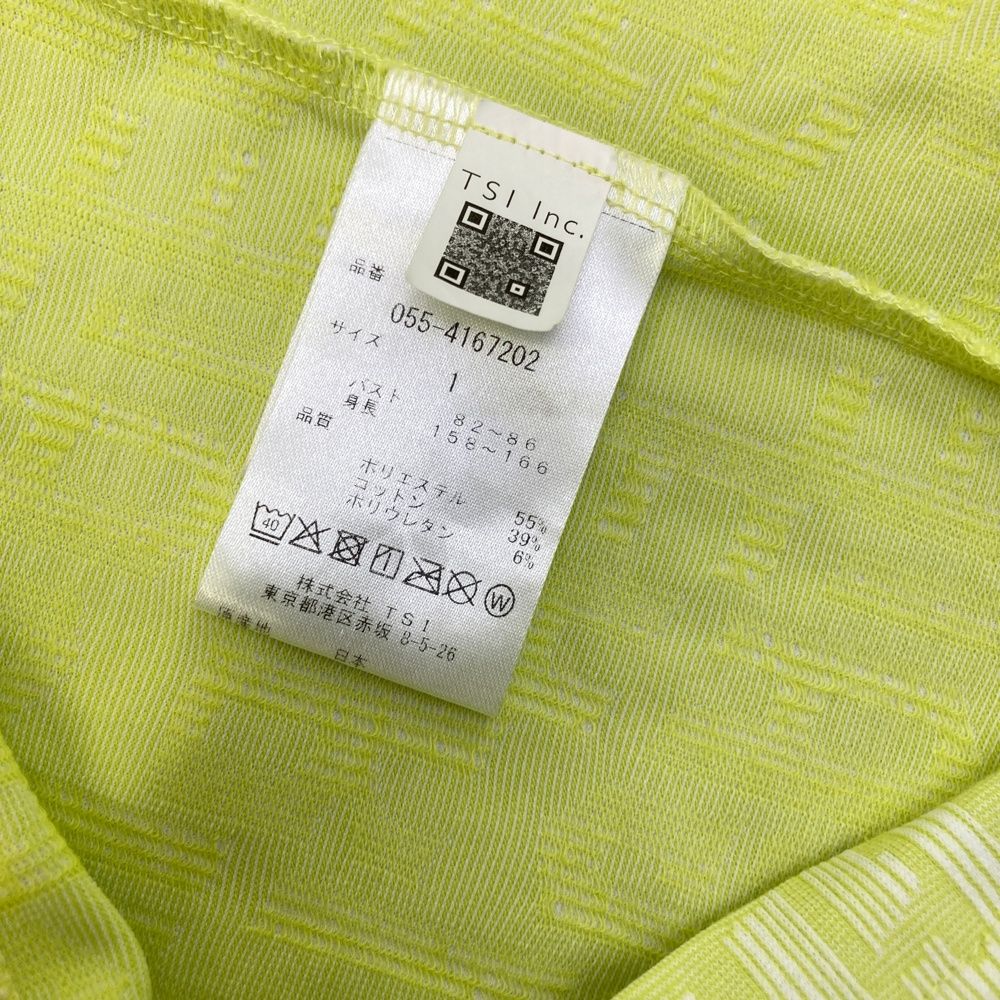 TSI Inc.
品番
055-4167202
サイズ
1
バスト 82～86
身長 158～166
品質
ポリエステル 55%
コットン 39%
ポリウレタン 6%
40
W
株式会社 TSI
東京都港区赤坂 8-5-26
原産地 日本